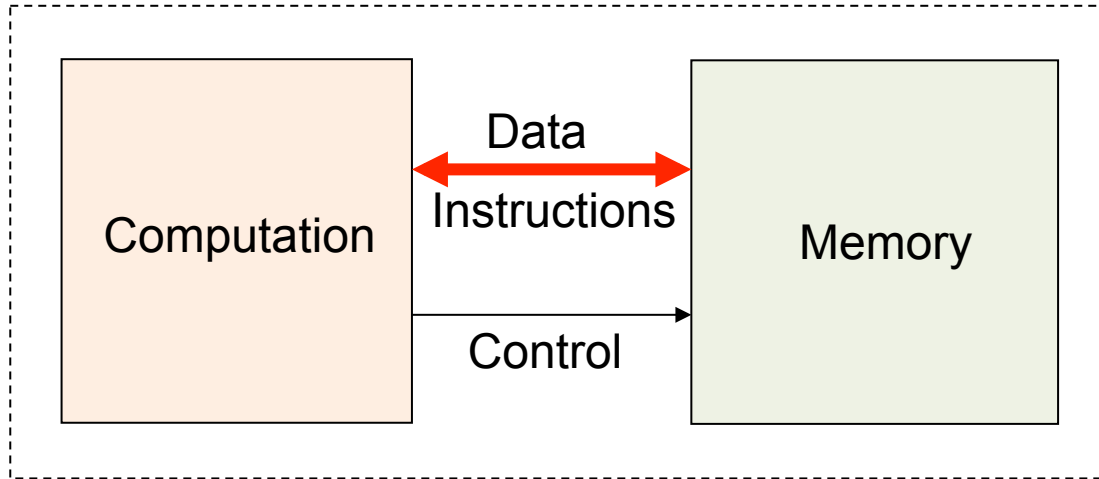 Computation
Data
Instructions
Control
Memory